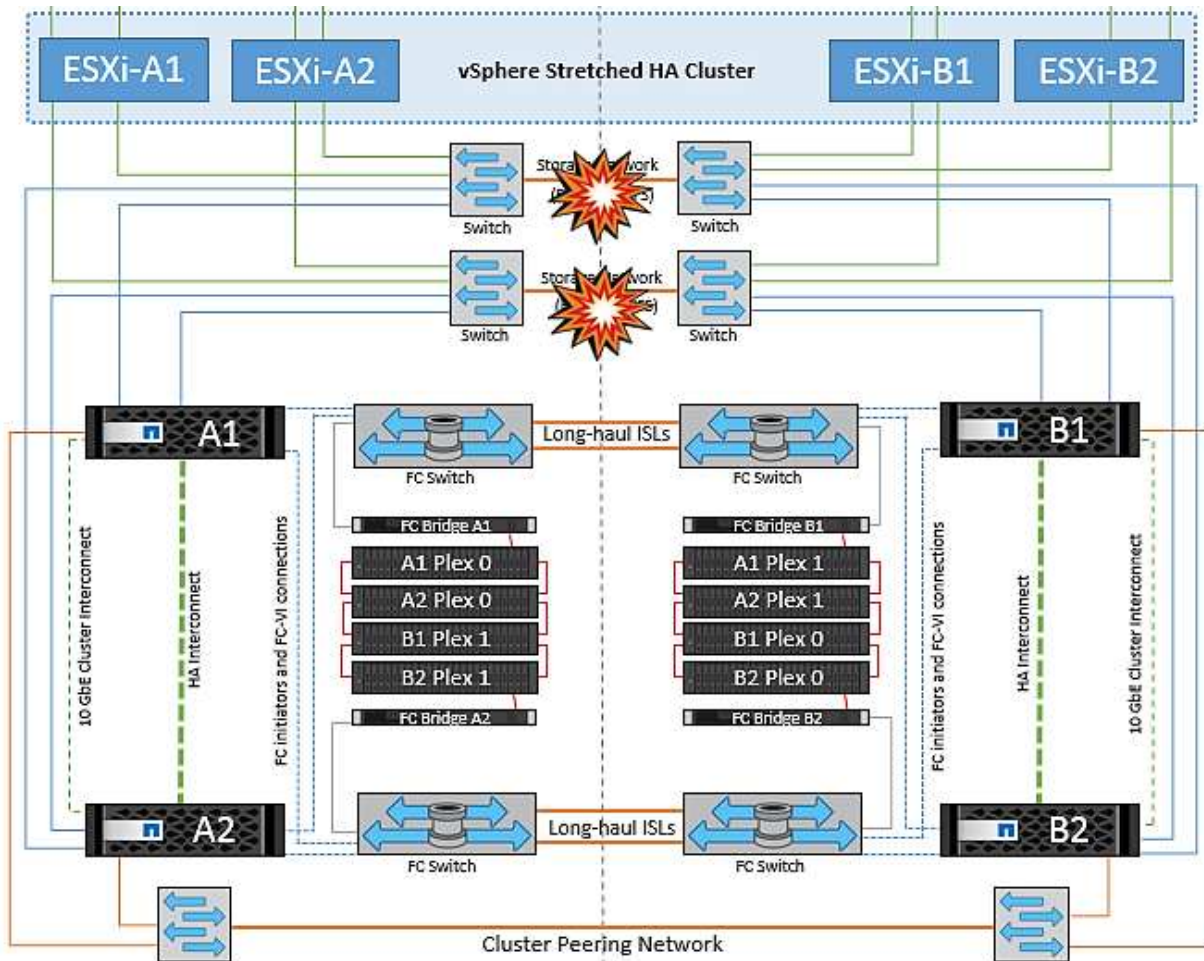 ESXi-A1
ESXi-A2
vSphere Stretched HA Cluster
ESXi-B1
ESXi-B2
Switch
Switch
Switch
Switch
A1
B1
Long-haul ISLs
FC Switch
FC Switch
FC Bridge A1
FC Bridge B1
A1 Plex 0
A1 Plex 1
A2 Plex 0
A2 Plex 1
B1 Plex 1
B1 Plex 0
B2 Plex 1
B2 Plex 0
FC Bridge A2
FC Bridge B2
10 GbE Cluster Interconnect
HA Interconnect
FC initiators and FC-VI connections
FC initiators and FC-VI connections
HA Interconnect
10 GbE Cluster Interconnect
A2
B2
Long-haul ISLs
FC Switch
FC Switch
Cluster Peering Network